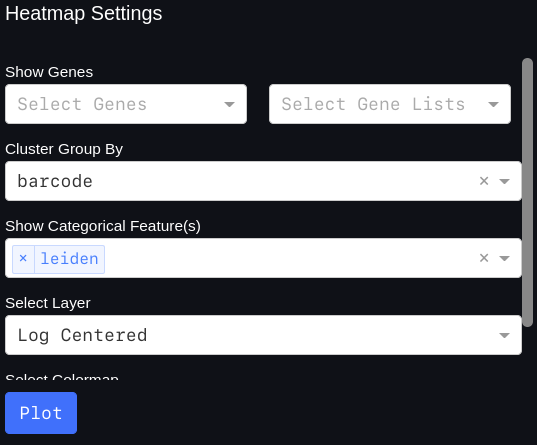 Heatmap Settings
Show Genes
Select Genes Select Gene Lists
Cluster Group By
barcode ×
Show Categorical Feature(s)
× leiden ×
Select Layer
Log Centered
Select Colormap
Plot